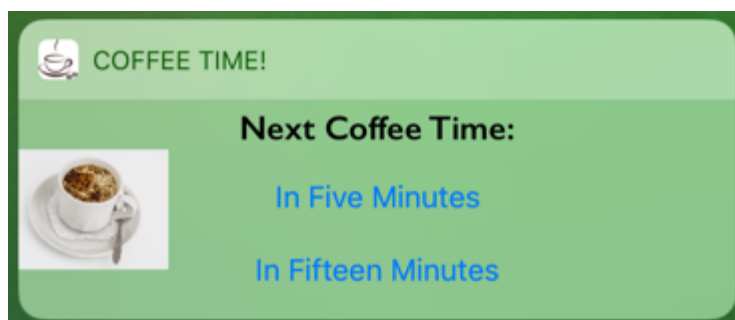 COFFEE TIME!
Next Coffee Time:
In Five Minutes
In Fifteen Minutes